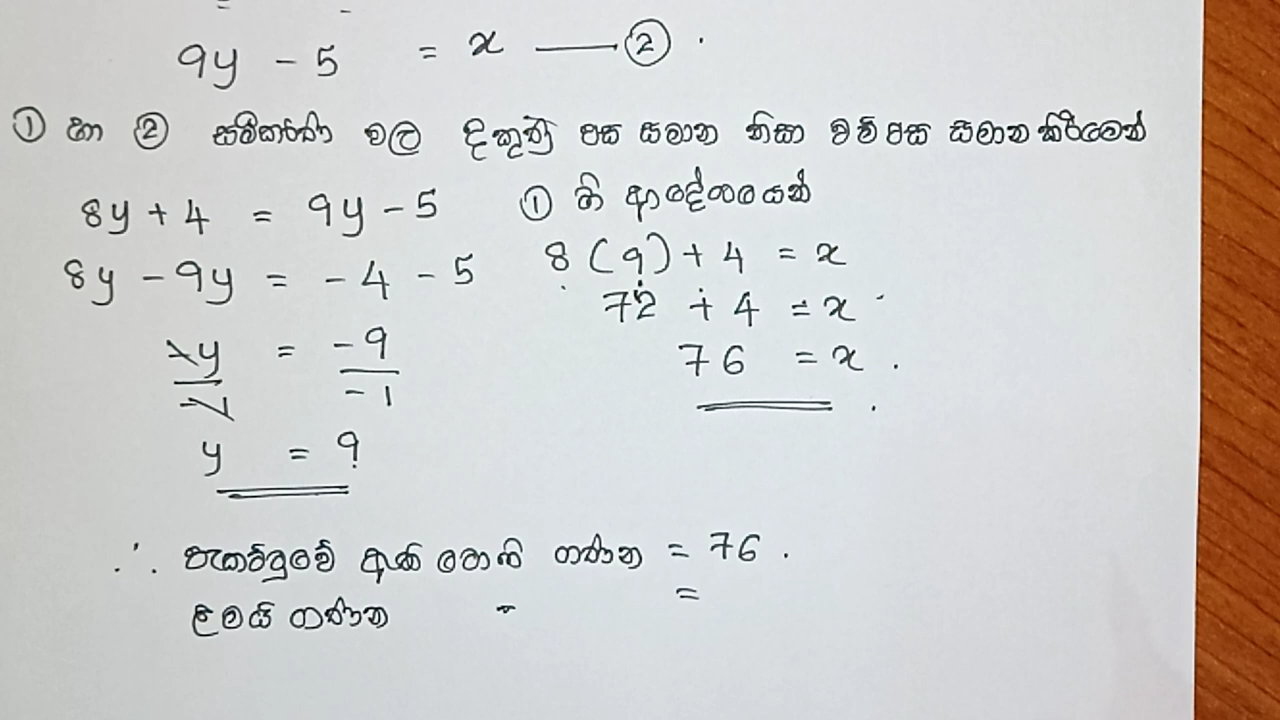 9y - 5 = x —— ②
① හා ② සමීකරණ වල දකුණු පස සමාන නිසා වම් පස සමාන කිරීමෙන්
8y + 4 = 9y - 5
8y - 9y = - 4 - 5
-y = -9
-1 -1
y = 9
① හි ආදේශයෙන්
8 (9) + 4 = x
72 + 4 = x
76 = x
∴ පැකට්ටුවේ ඇති ටොෆි ගණන = 76 .
ළමයි ගණන =